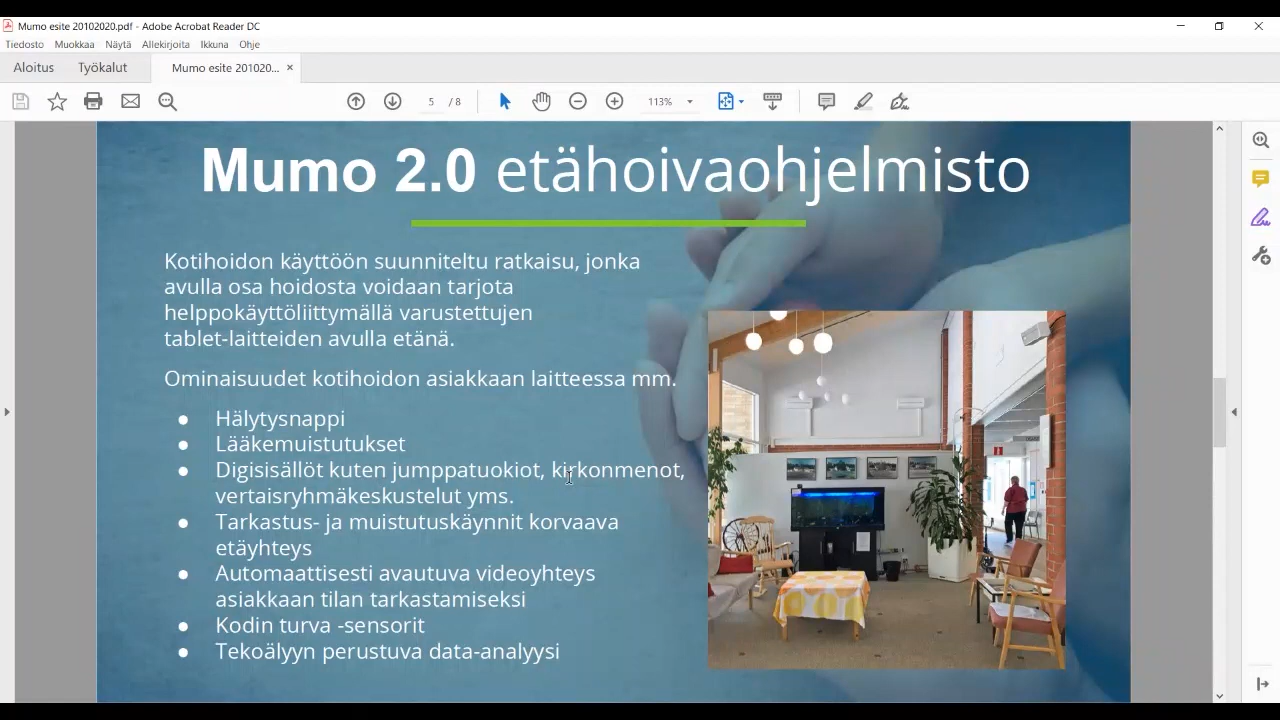 Mumo esite 20102020.pdf - Adobe Acrobat Reader DC
Tiedosto Muokkaa Näytä Allekirjoita Ikkuna Ohje
Aloitus Työkalut Mumo esite 201020... ×
5 / 8 113%
Mumo 2.0 etähoivaohjelmisto
Kotihoidon käyttöön suunniteltu ratkaisu, jonka
avulla osa hoidosta voidaan tarjota
helppokäyttöliittymällä varustettujen
tablet-laitteiden avulla etänä.
Ominaisuudet kotihoidon asiakkaan laitteessa mm.
● Hälytysnappi
● Lääkemuistutukset
● Digisisällöt kuten jumppatuokiot, kirkonmenot,
vertaisryhmäkeskustelut yms.
● Tarkastus- ja muistutuskäynnit korvaava
etäyhteys
● Automaattisesti avautuva videoyhteys
asiakkaan tilan tarkastamiseksi
● Kodin turva -sensorit
● Tekoälyyn perustuva data-analyysi